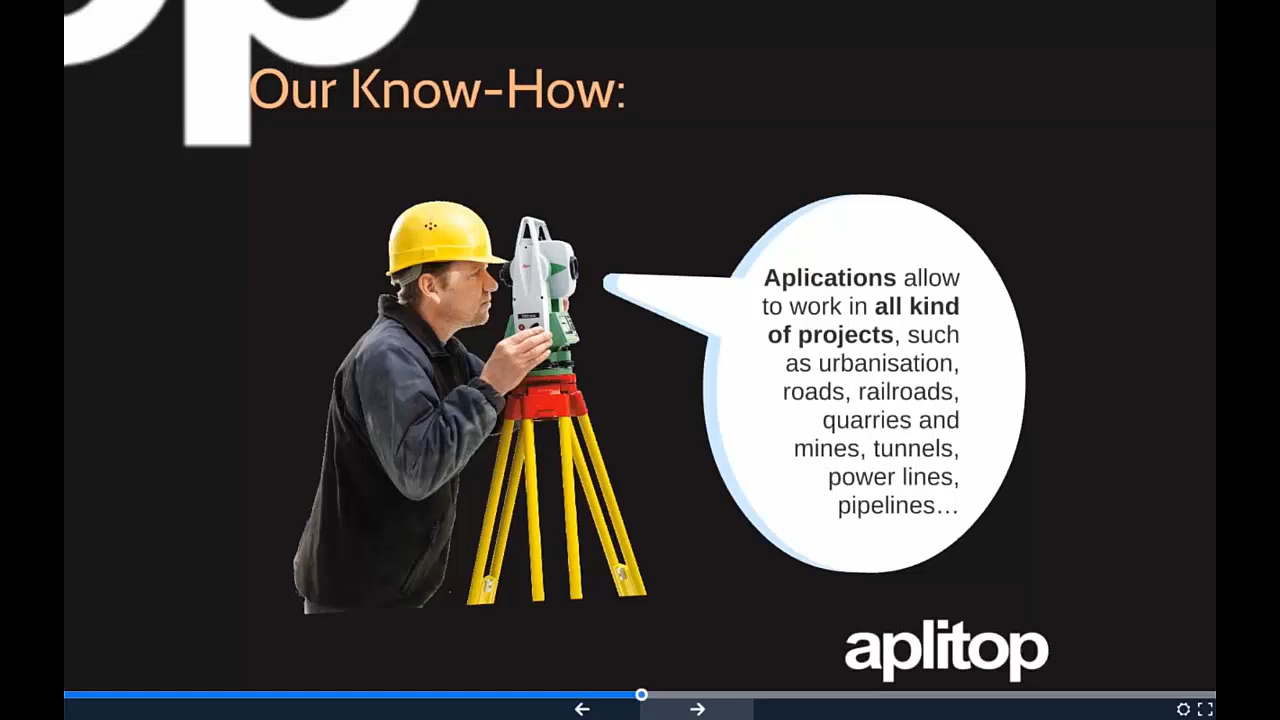 Our Know-How:
Aplications allow
to work in all kind
of projects, such
as urbanisation,
roads, railroads,
quarries and
mines, tunnels,
power lines,
pipelines…
aplitop